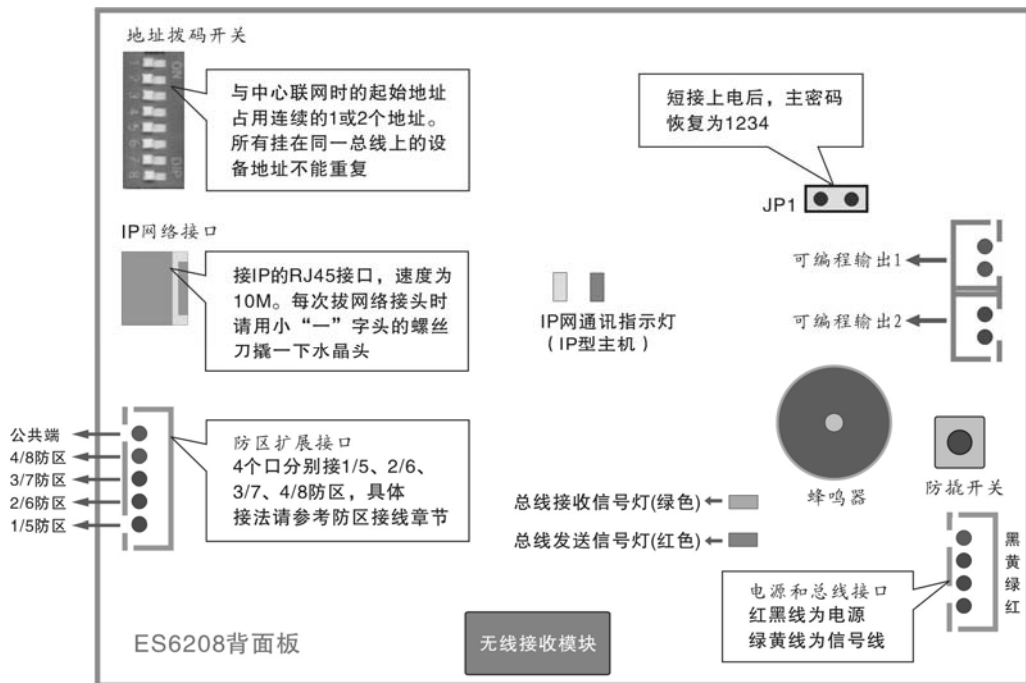 地址拨码开关
ON
1
2
3
4
5
6
7
8
DIP
与中心联网时的起始地址
占用连续的1或2个地址。
所有挂在同一总线上的设
备地址不能重复
短接上电后，主密码
恢复为1234
JP1
IP网络接口
接IP的RJ45接口，速度为
10M。每次拔网络接头时
请用小“一”字头的螺丝
刀撬一下水晶头
IP网通讯指示灯
（IP型主机）
可编程输出1
可编程输出2
公共端
4/8防区
3/7防区
2/6防区
1/5防区
防区扩展接口
4个口分别接1/5、2/6、
3/7、4/8防区，具体
接法请参考防区接线章节
蜂鸣器
防撬开关
总线接收信号灯(绿色)
总线发送信号灯(红色)
黑
黄
绿
红
电源和总线接口
红黑线为电源
绿黄线为信号线
ES6208背面板
无线接收模块